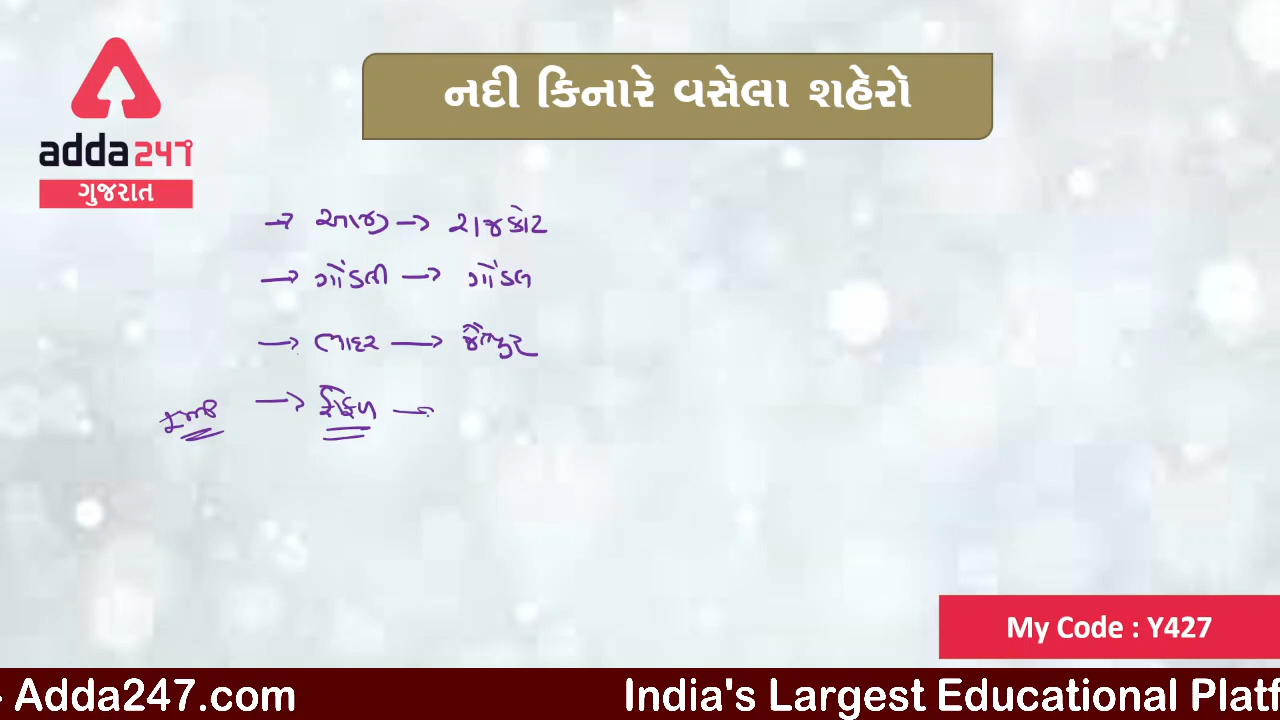 નદી કિનારે વસેલા શહેરો
adda247
ગુજરાત
→ આજી → રાજકોટ
→ ગોંડલી → ગોંડલ
→ ભાદર → જેતપુર
→ ફોફળ →
My Code : Y427
Adda247.com India's Largest Educational Platf